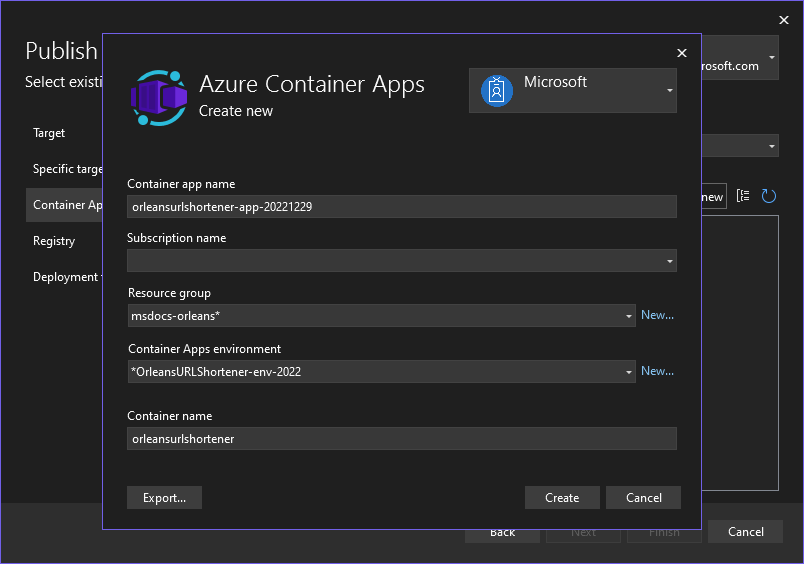 Publish
Select existi
rosoft.com
Target
Specific targe
Container Ap
Registry
Deployment
new
Azure Container Apps
Create new
Microsoft
Container app name
orleansurlshortener-app-20221229
Subscription name
Resource group
msdocs-orleans*
New...
Container Apps environment
*OrleansURLShortener-env-2022
New...
Container name
orleansurlshortener
Export...
Create
Cancel
Back
Next
Finish
Cancel